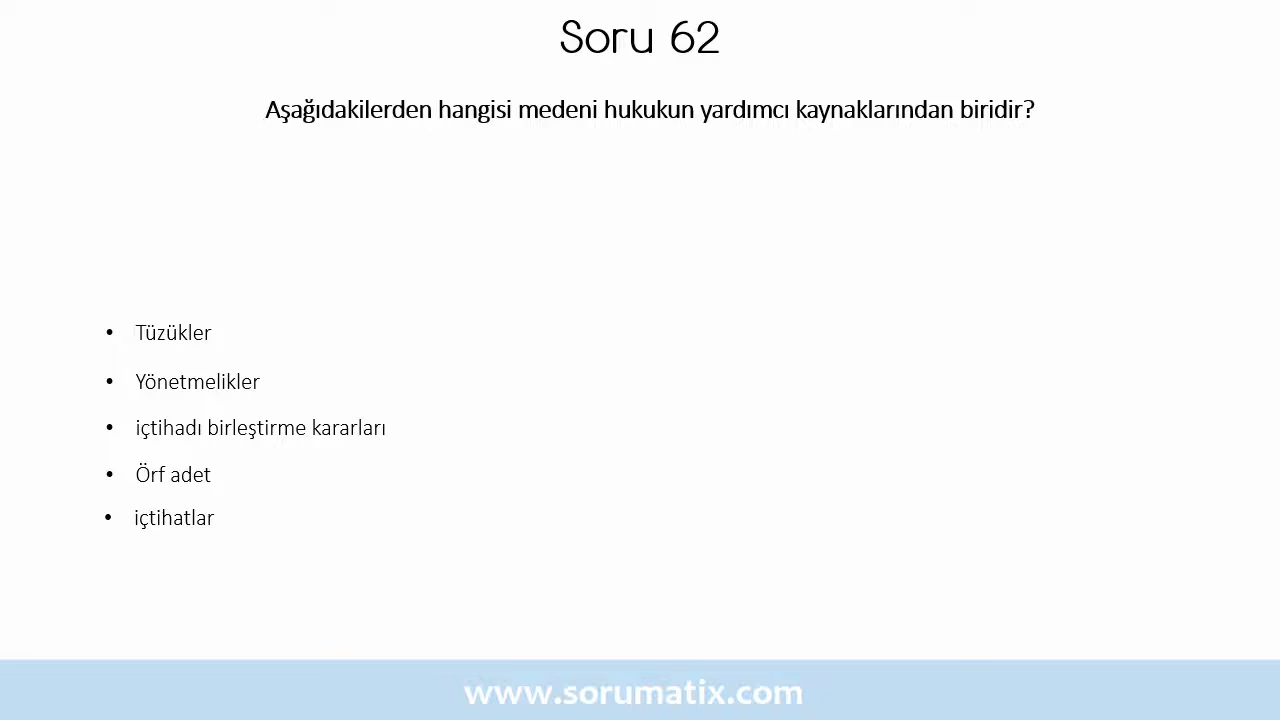 Soru 62
Aşağıdakilerden hangisi medeni hukukun yardımcı kaynaklarından biridir?
• Tüzükler
• Yönetmelikler
• içtihadı birleştirme kararları
• Örf adet
• içtihatlar
www.sorumatix.com